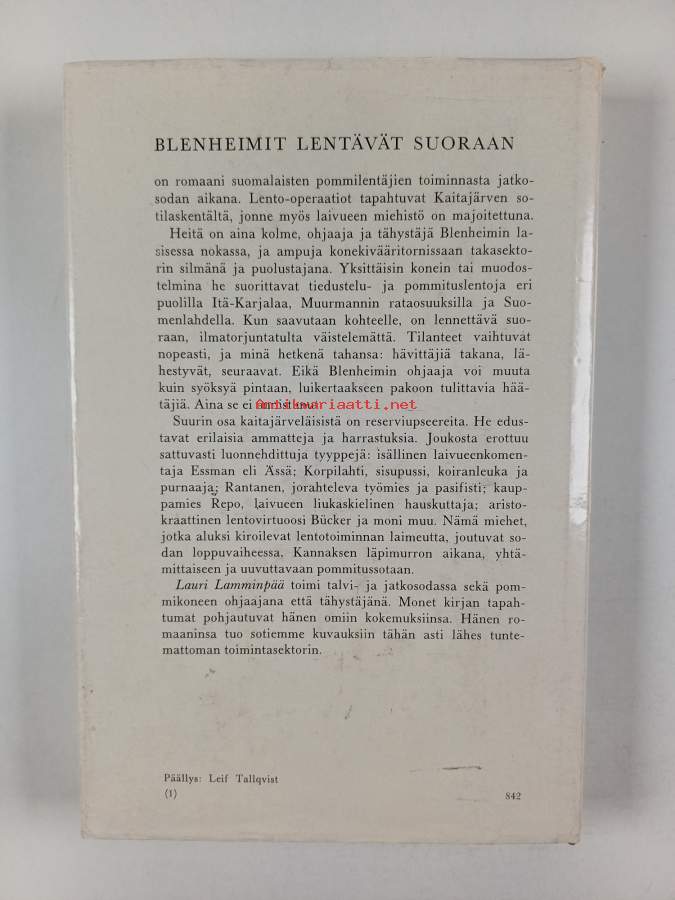 BLENHEIMIT LENTÄVÄT SUORAAN
on romaani suomalaisten pommilentäjien toiminnasta jatko-
sodan aikana. Lento-operaatiot tapahtuvat Kaitajärven so-
tilaskentältä, jonne myös laivueen miehistö on majoitettuna.
Heitä on aina kolme, ohjaaja ja tähystäjä Blenheimin la-
sisessa nokassa, ja ampuja konekivääritornissaan takasekto-
rin silmänä ja puolustajana. Yksittäisin konein tai muodos-
telmina he suorittavat tiedustelu- ja pommituslentoja eri
puolilla Itä-Karjalaa, Muurmannin rataosuuksilla ja Suo-
menlahdella. Kun saavutaan kohteelle, on lennettävä suo-
raan, ilmatorjuntatulta väistelemättä. Tilanteet vaihtuvat
nopeasti, ja minä hetkenä tahansa: hävittäjiä takana, lä-
hestyvät, seuraavat. Eikä Blenheimin ohjaaja voi muuta
kuin syöksyä pintaan, luikertaakseen pakoon tulittavia hää-
täjiä. Aina se ei
Antikvariaatti.net
Suurin osa kaitajärveläisistä on reserviupseereita. He edus-
tavat erilaisia ammatteja ja harrastuksia. Joukosta erottuu
sattuvasti luonnehdittuja tyyppejä: isällinen laivueenkomen-
taja Essman eli Ässä; Korpilahti, sisupussi, koiranleuka ja
purnaaja; Rantanen, jorahteleva työmies ja pasifisti; kaup-
pamies Repo, laivueen liukaskielinen hauskuttaja; aristo-
kraattinen lentovirtuoosi Bücker ja moni muu. Nämä miehet,
jotka aluksi kiroilevat lentotoiminnan laimeutta, joutuvat so-
dan loppuvaiheessa, Kannaksen läpimurron aikana, yhtä-
mittaiseen ja uuvuttavaan pommitussotaan.
Lauri Lamminpää toimi talvi- ja jatkosodassa sekä pom-
mikoneen ohjaajana että tähystäjänä. Monet kirjan tapah-
tumat pohjautuvat hänen omiin kokemuksiinsa. Hänen ro-
maaninsa tuo sotiemme kuvauksiin tähän asti lähes tunte-
mattoman toimintasektorin.
Päällys: Leif Tallqvist
(1)
842